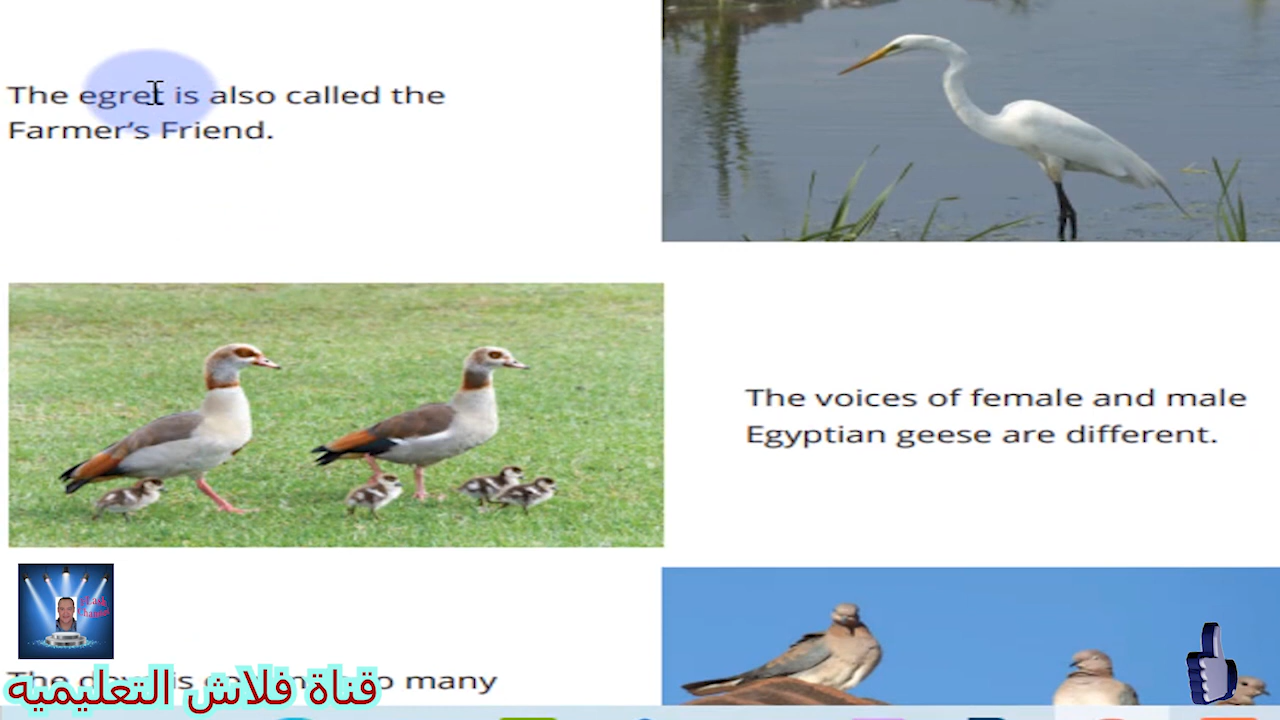 The egret is also called the
Farmer's Friend.
The voices of female and male
Egyptian geese are different.
many
قناة فلاش التعليمية